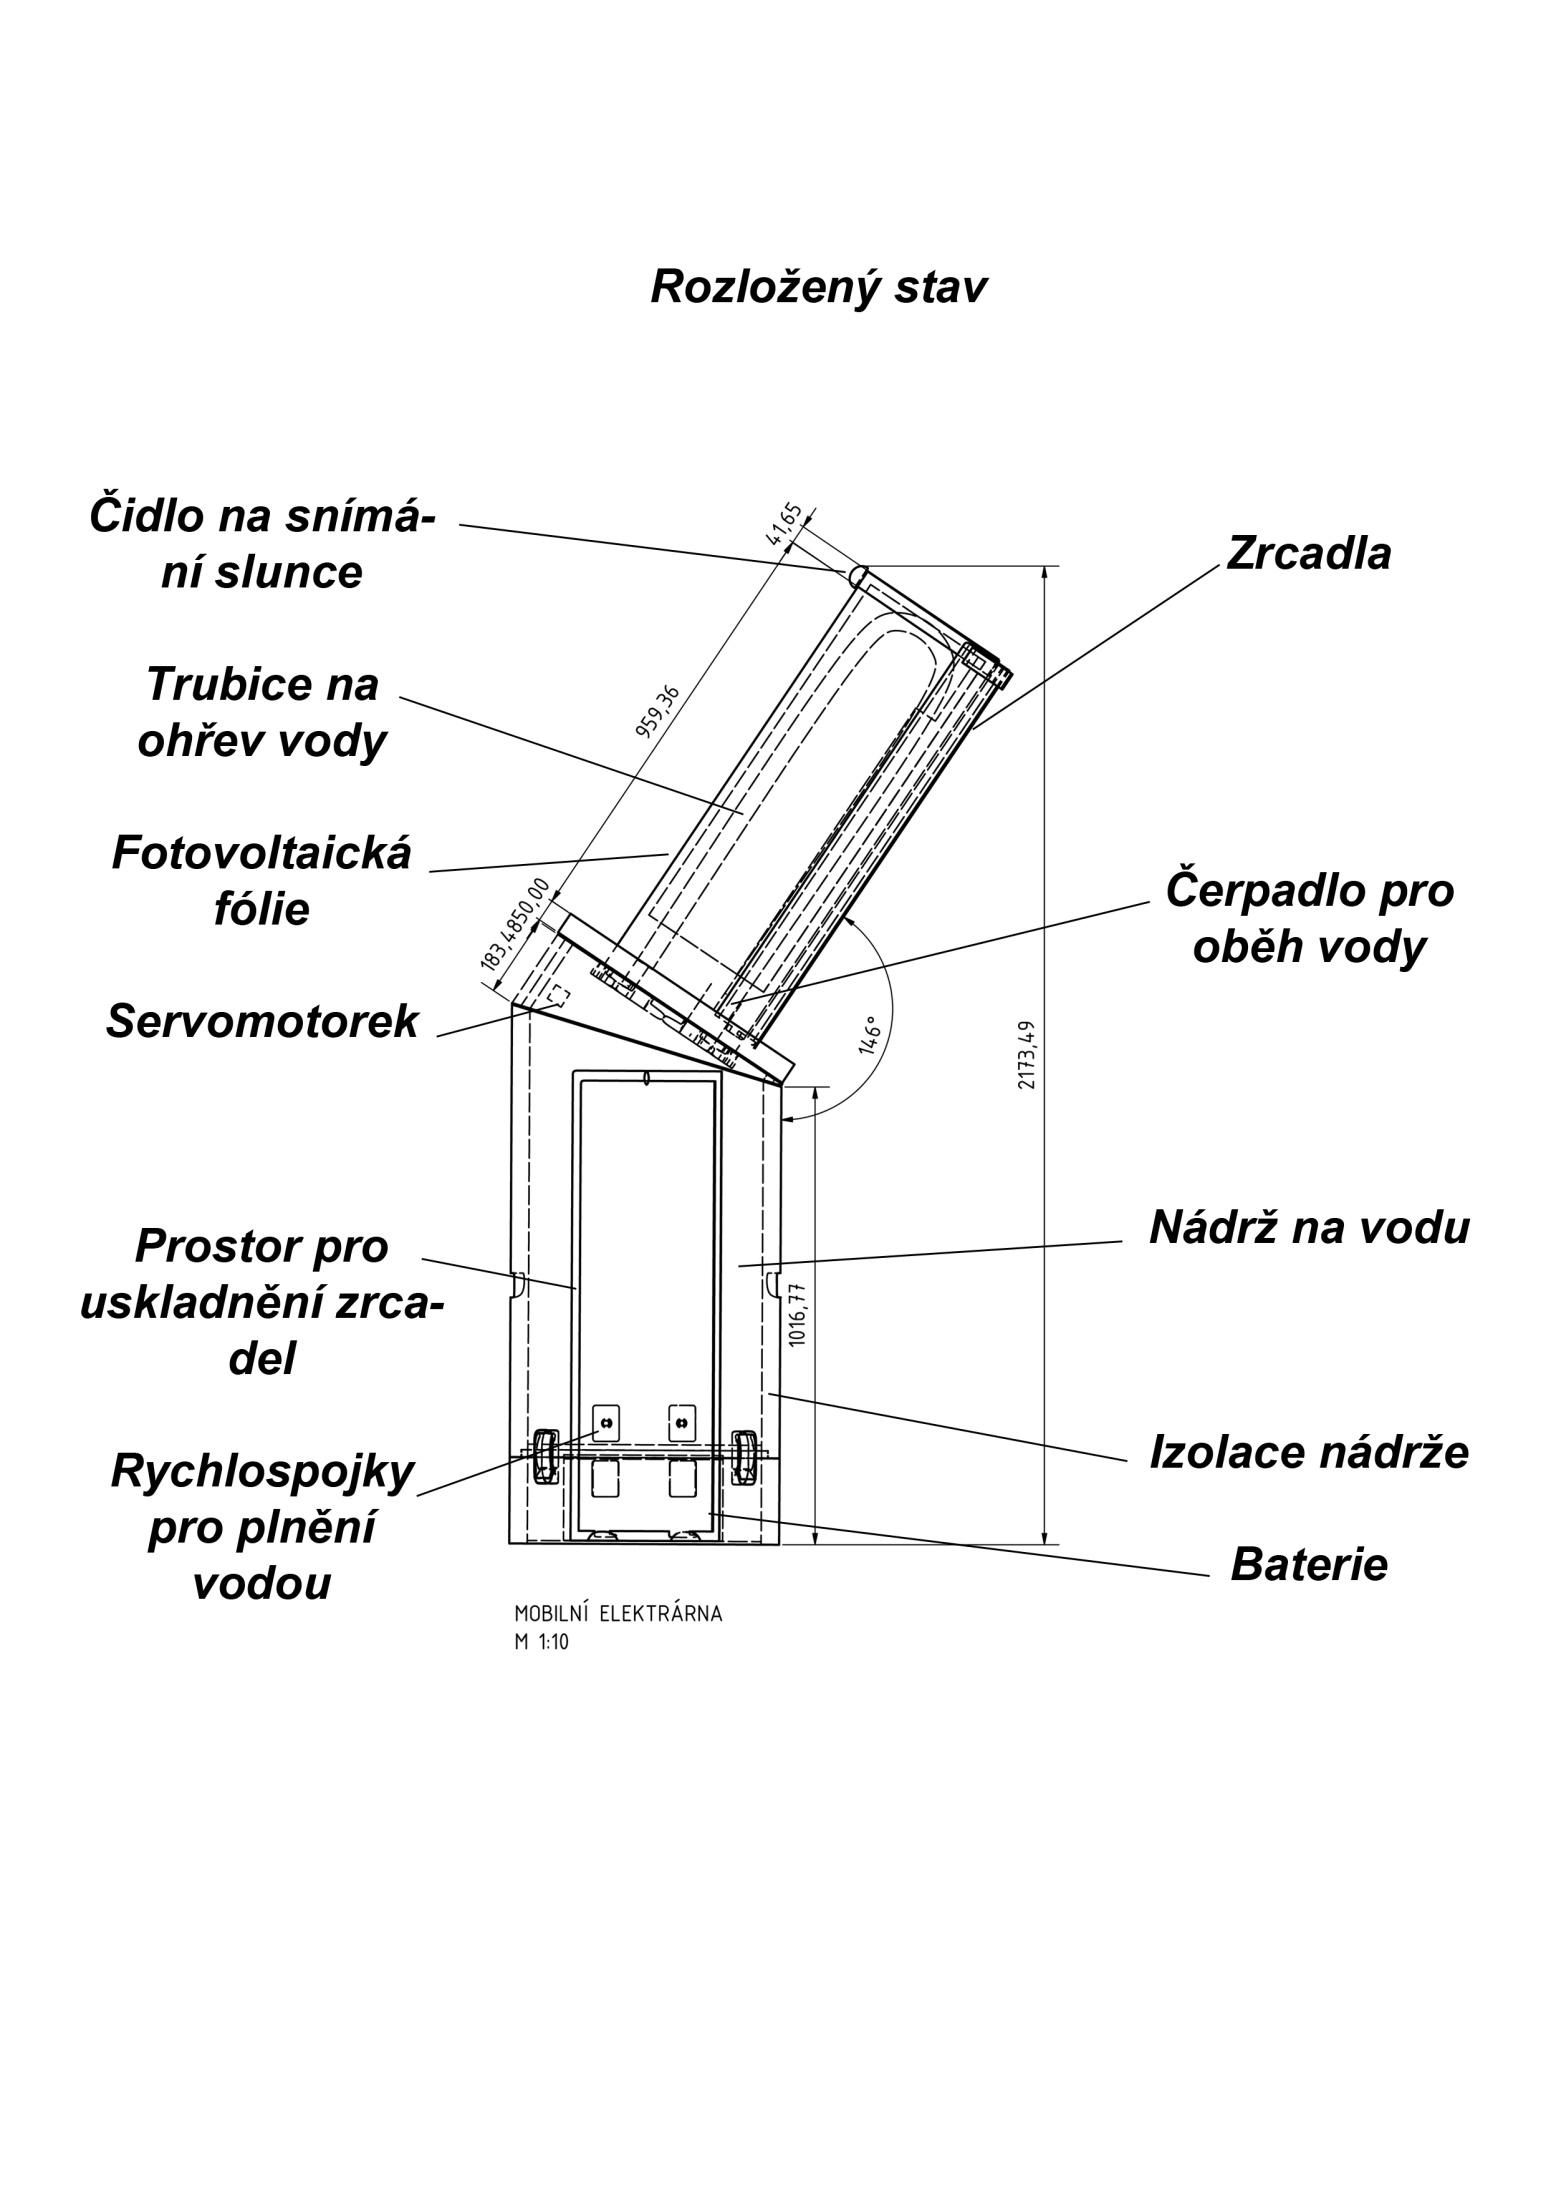 Rozložený stav
Čidlo na snímá-
ní slunce
Trubice na
ohřev vody
Fotovoltaická
fólie
Servomotorek
Prostor pro
uskladnění zrca-
del
Rychlospojky
pro plnění
vodou
41,65
959,36
50,00
183,48
146°
2173,49
1016,77
Zrcadla
Čerpadlo pro
oběh vody
Nádrž na vodu
Izolace nádrže
Baterie
MOBILNÍ ELEKTRÁRNA
M 1:10